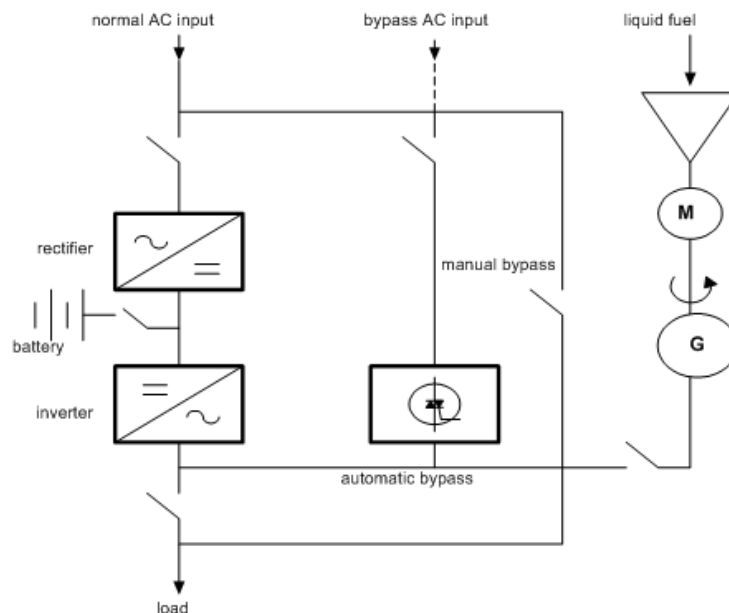 normal AC input
bypass AC input
liquid fuel
M
rectifier
manual bypass
battery
G
inverter
automatic bypass
load